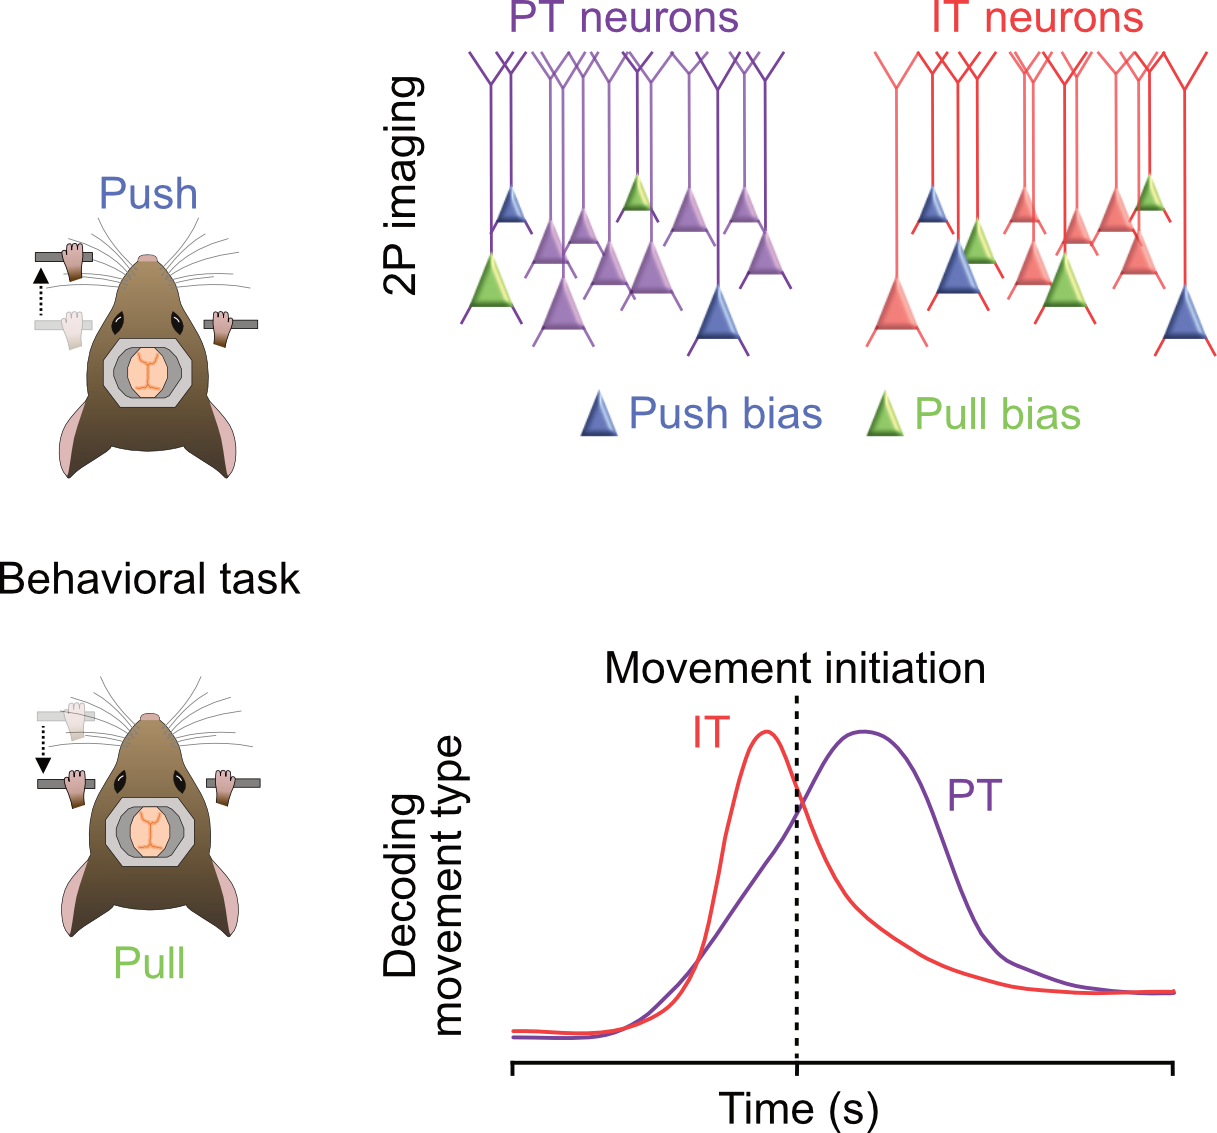 PT neurons
IT neurons
2P imaging
Push
Push bias
Pull bias
Behavioral task
Pull
Movement initiation
IT
PT
Decoding
movement type
Time (s)